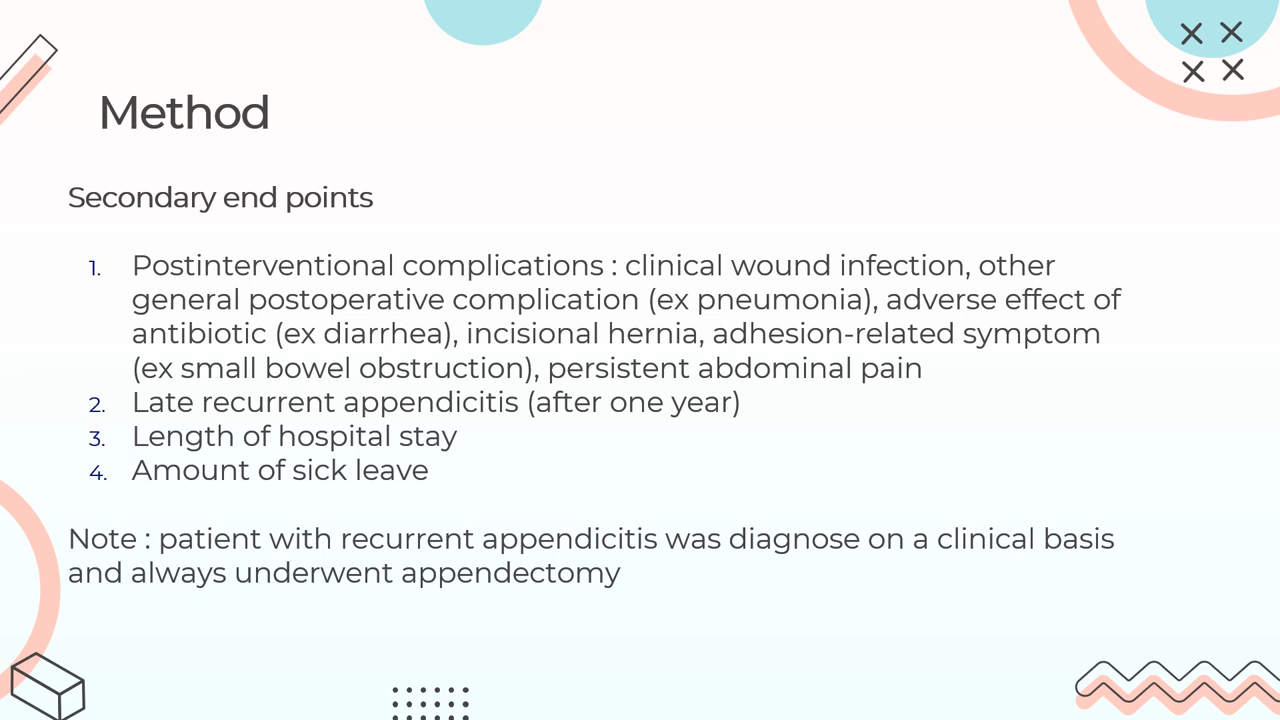 Method
Secondary end points
1. Postinterventional complications : clinical wound infection, other
general postoperative complication (ex pneumonia), adverse effect of
antibiotic (ex diarrhea), incisional hernia, adhesion-related symptom
(ex small bowel obstruction), persistent abdominal pain
2. Late recurrent appendicitis (after one year)
3. Length of hospital stay
4. Amount of sick leave
Note : patient with recurrent appendicitis was diagnose on a clinical basis
and always underwent appendectomy